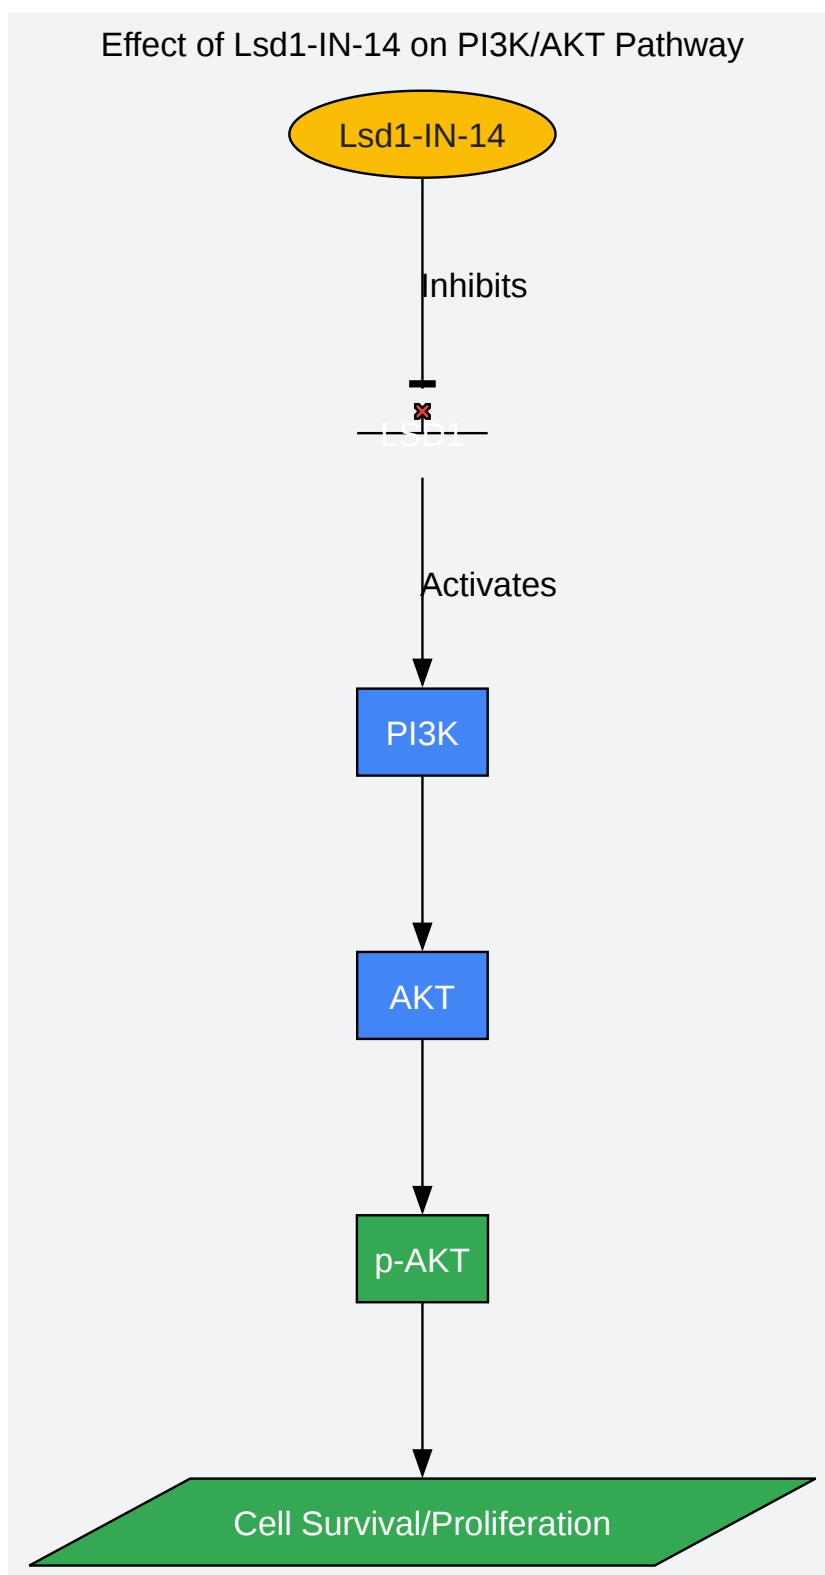 Effect of Lsd1-IN-14 on PI3K/AKT Pathway
Lsd1-IN-14
Inhibits
LSD1
Activates
PI3K
AKT
p-AKT
Cell Survival/Proliferation